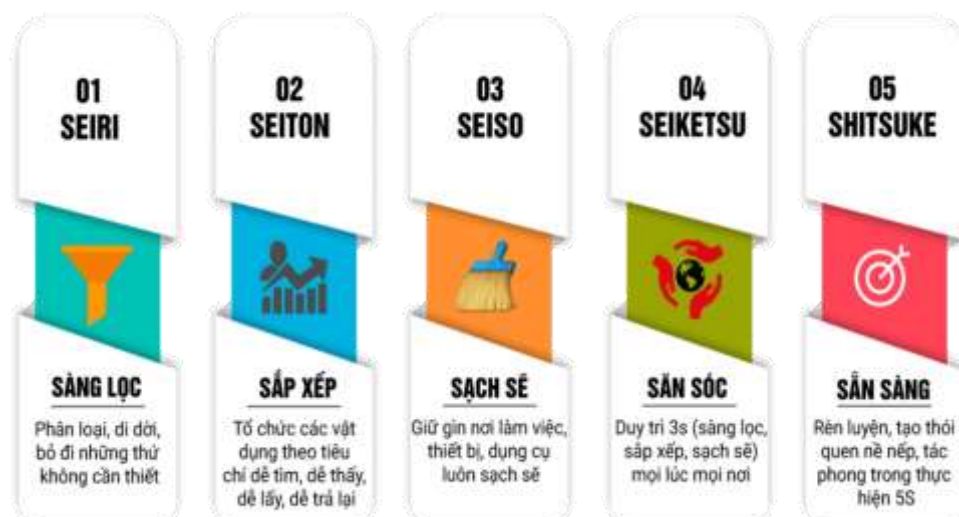 01
SEIRI
SÀNG LỌC
Phân loại, di dời,
bỏ đi những thứ
không cần thiết
02
SEITON
SẮP XẾP
Tổ chức các vật
dụng theo tiêu
chí dê tìm, dê thấy,
dê lấy, dê trả lại
03
SEISO
SẠCH SẼ
Giữ gìn nơi làm việc,
thiết bị, dụng cụ
luôn sạch sẽ
04
SEIKETSU
SĂN SÓC
Duy trì 3s (sàng lọc,
sắp xếp, sạch sẽ)
mọi lúc mọi nơi
05
SHITSUKE
SẴN SÀNG
Rèn luyện, tạo thói
quen nề nếp, tác
phong trong thực
hiện 5S